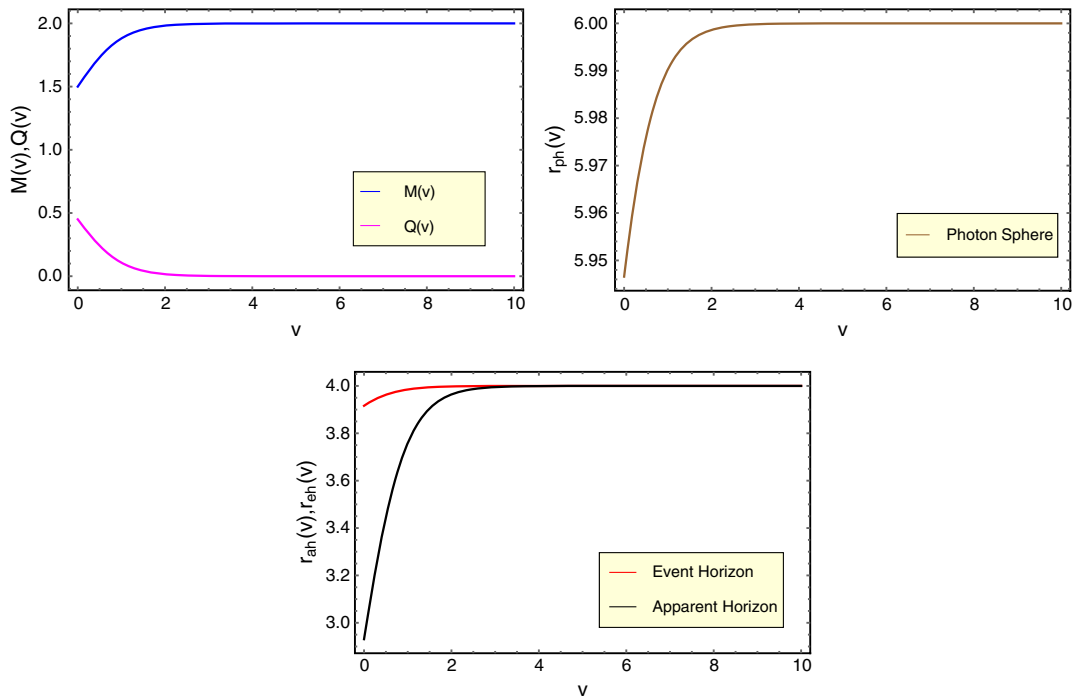 2.0
1.5
1.0
0.5
0.0
M(v),Q(v)
M(v)
Q(v)
0 2 4 6 8 10
v
6.00
5.99
5.98
5.97
5.96
5.95
r_ph(v)
Photon Sphere
0 2 4 6 8 10
v
4.0
3.8
3.6
3.4
3.2
3.0
r_ah(v),r_eh(v)
Event Horizon
Apparent Horizon
0 2 4 6 8 10
v